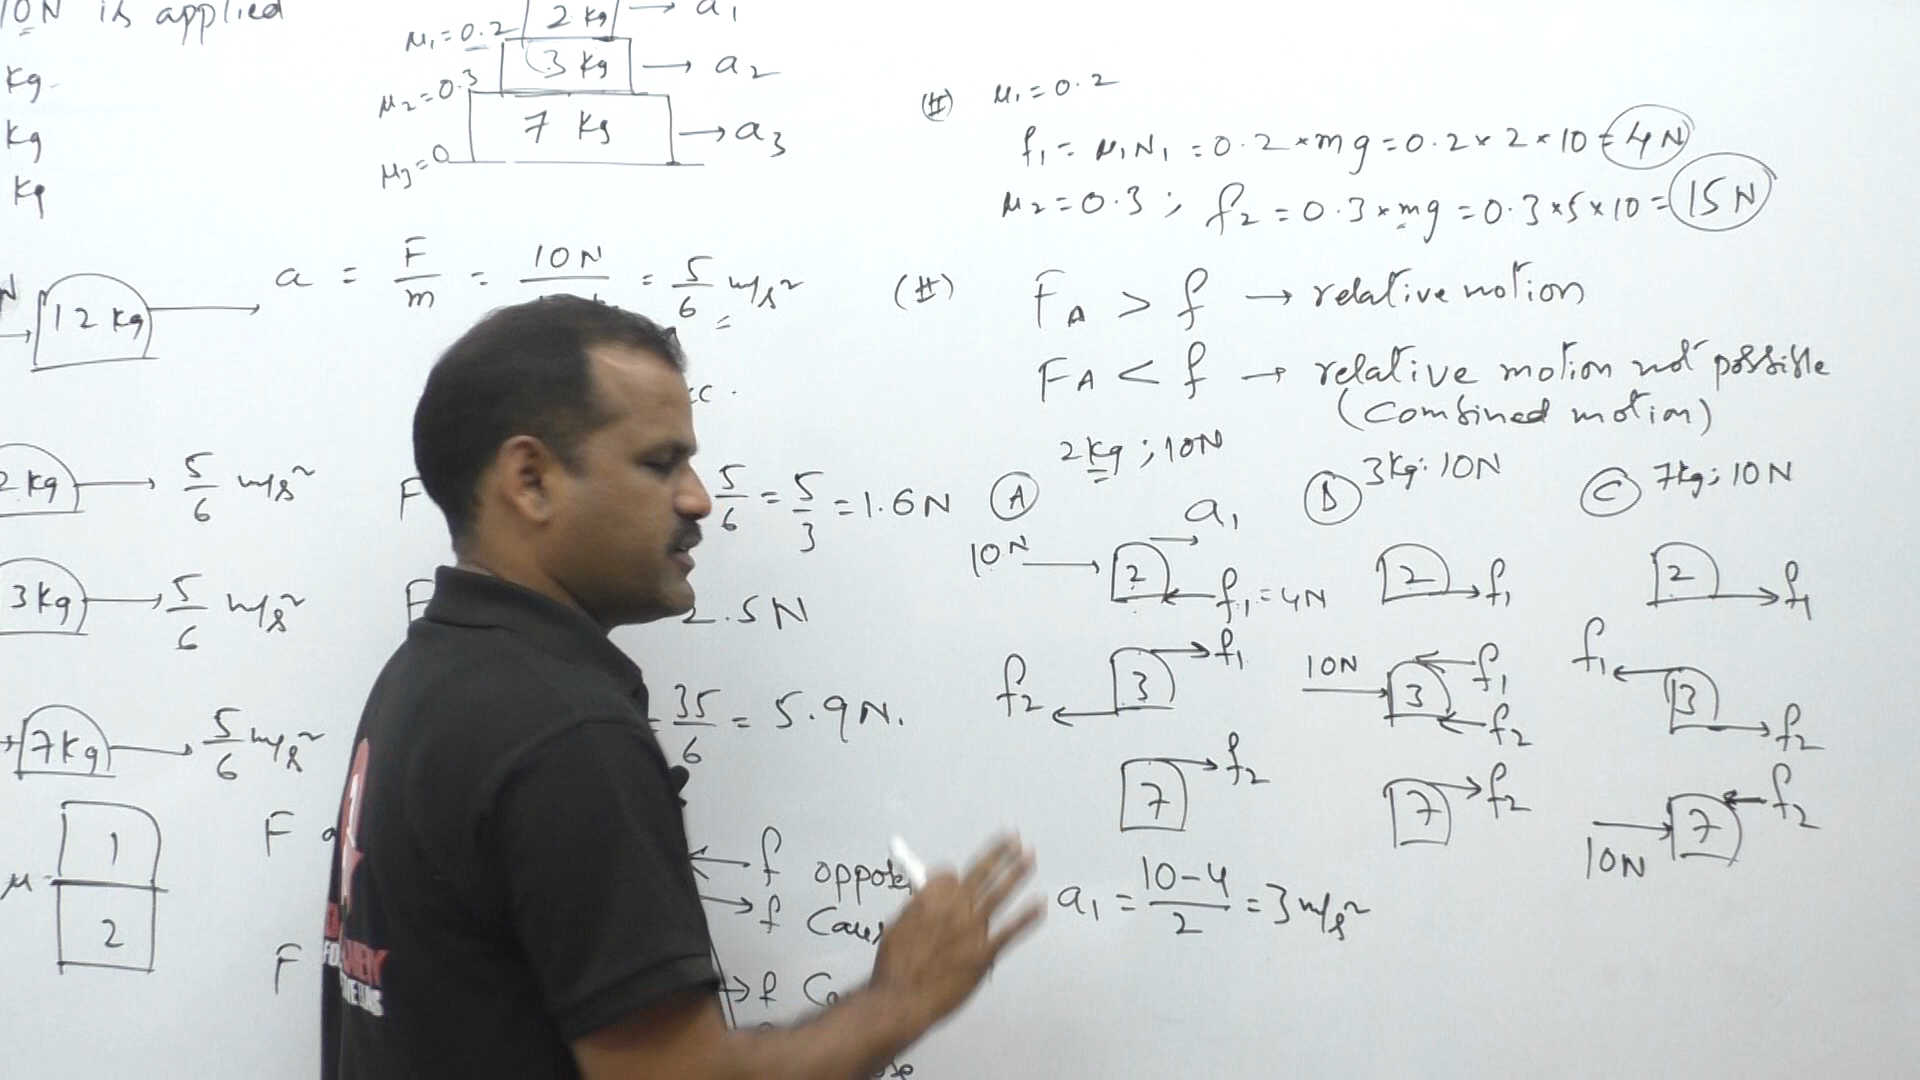 10N is applied
Kg
Kg
Kg
μ₁=0.2 2 kg → a₁
μ₂=0.3 3 kg → a₂
μ₃=0 7 kg → a₃
12 kg
a = F/m = 10N = 5/6 m/s²
2 kg → 5/6 m/s²
F 5/6 = 5/3 = 1.6N
3kg → 5/6 m/s²
F 2.5N
7kg → 5/6 m/s²
35/6 = 5.9N.
μ 1
2
F
F
← f
→ f
→ f
(#) μ₁=0.2
f₁ = μ₁N₁ = 0.2 × mg = 0.2 × 2 × 10 = 4N
μ₂=0.3 ; f₂ = 0.3 × mg = 0.3 × 5 × 10 = 15N
(#) F_A > f → relative motion
F_A < f → relative motion not possible
(Combined motion)
A 2kg ; 10N
a₁
10N → 2 ← f₁ = 4N
3 → f₁
f₂ ←
7 → f₂
a₁ = (10-4)/2 = 3 m/s²
B 3kg: 10N
2 → f₁
10N → 3 ← f₁
← f₂
7 → f₂
C 7kg; 10N
2 → f₁
f₁ ← 3
→ f₂
7 ← f₂
10N →